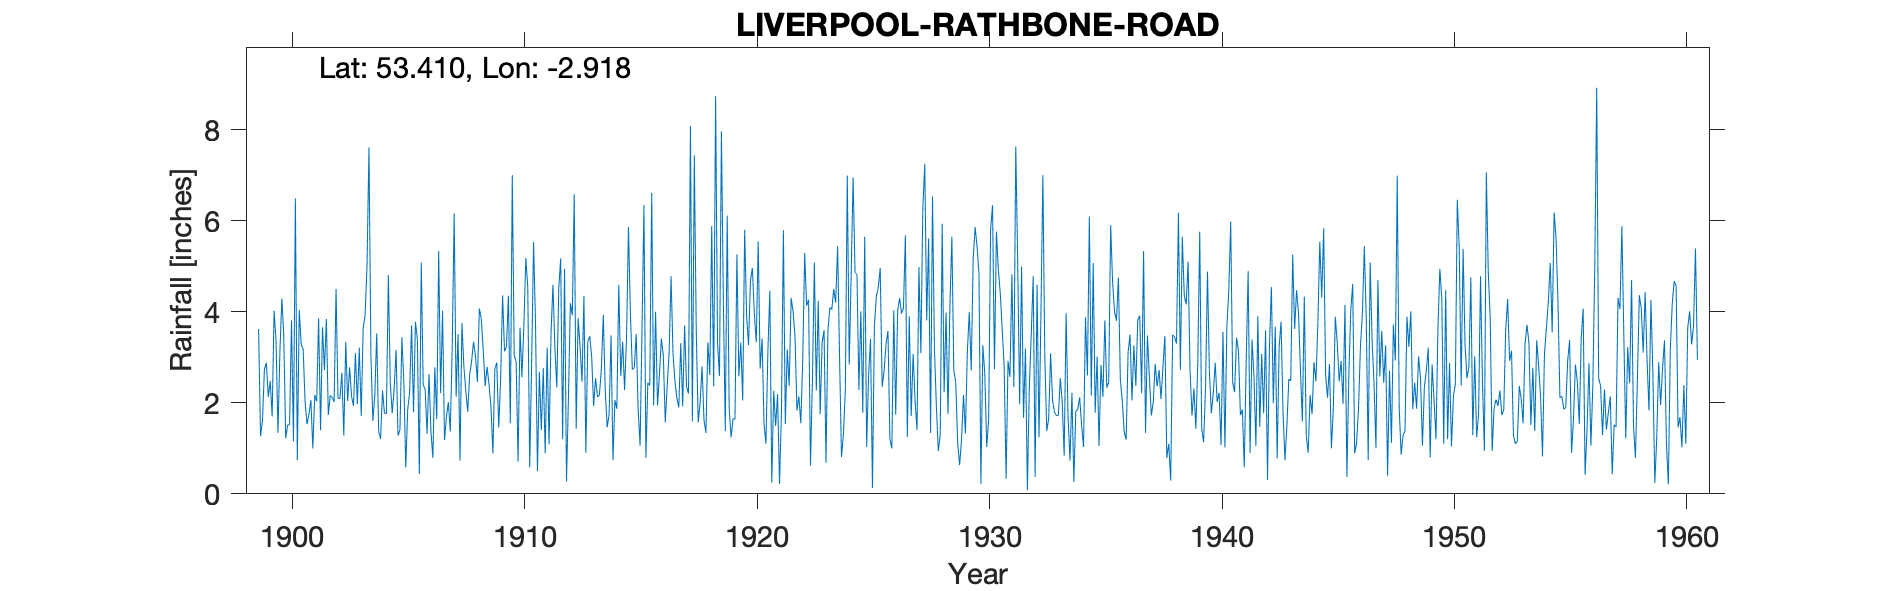 LIVERPOOL-RATHBONE-ROAD
Lat: 53.410, Lon: -2.918
Rainfall [inches]
8
6
4
2
0
1900 1910 1920 1930 1940 1950 1960
Year